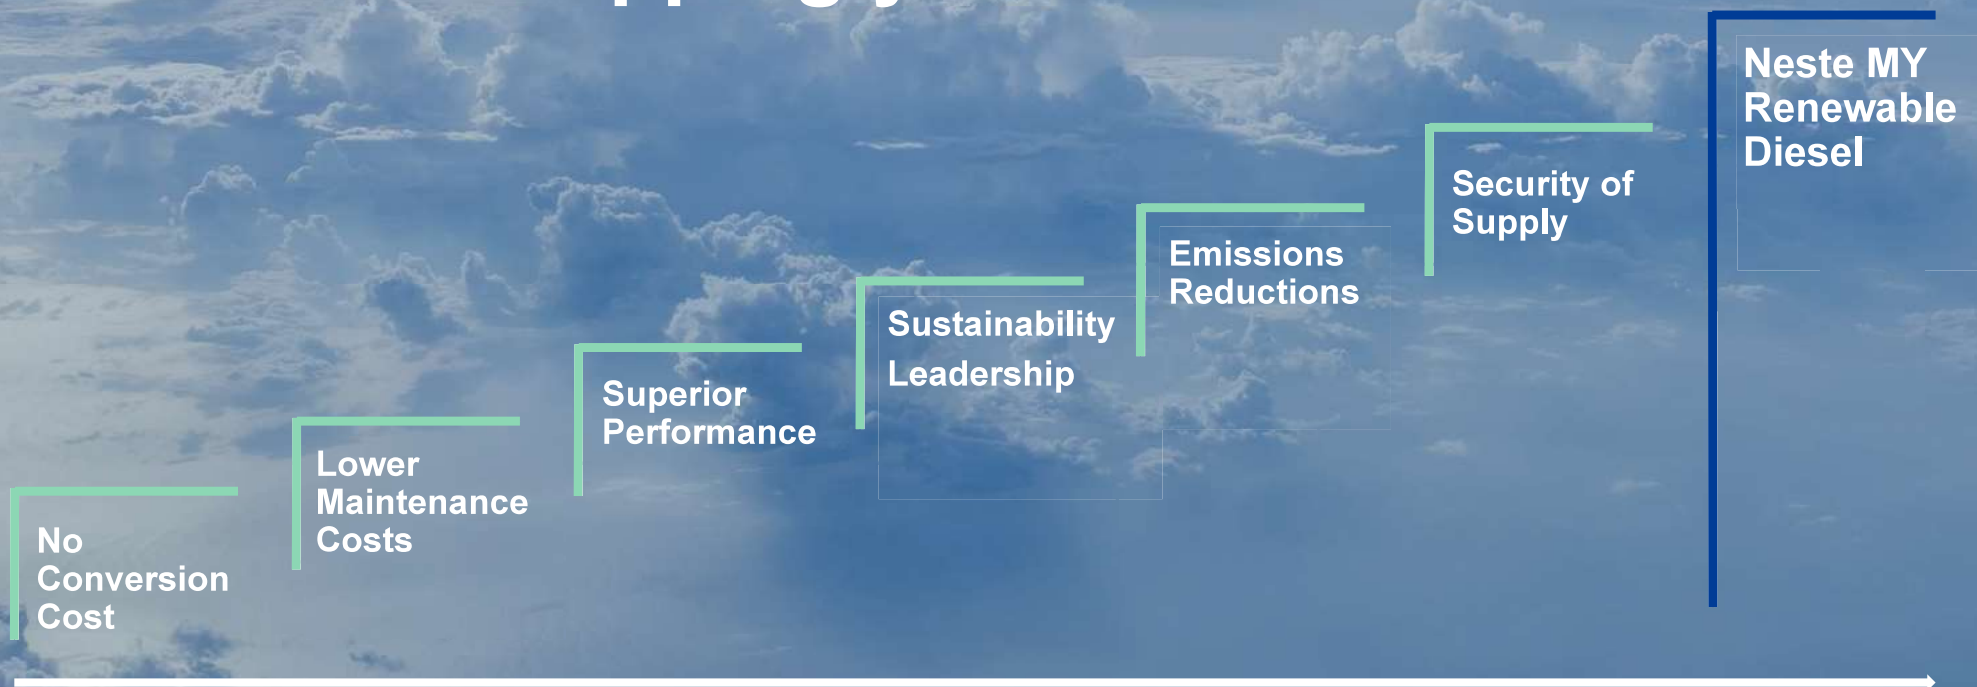 No
Conversion
Cost
Lower
Maintenance
Costs
Superior
Performance
Sustainability
Leadership
Emissions
Reductions
Security of
Supply
Neste MY
Renewable
Diesel